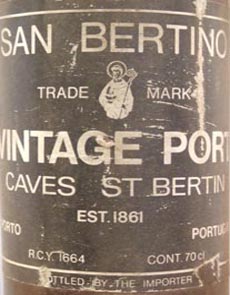 SAN BERTINO
TRADE MARK
VINTAGE PORT
CAVES ST BERTIN
EST. 1861
PORTO PORTUGAL
R.C.Y. 1664 CONT. 70 cl
BOTTLED - BY - THE IMPORTER